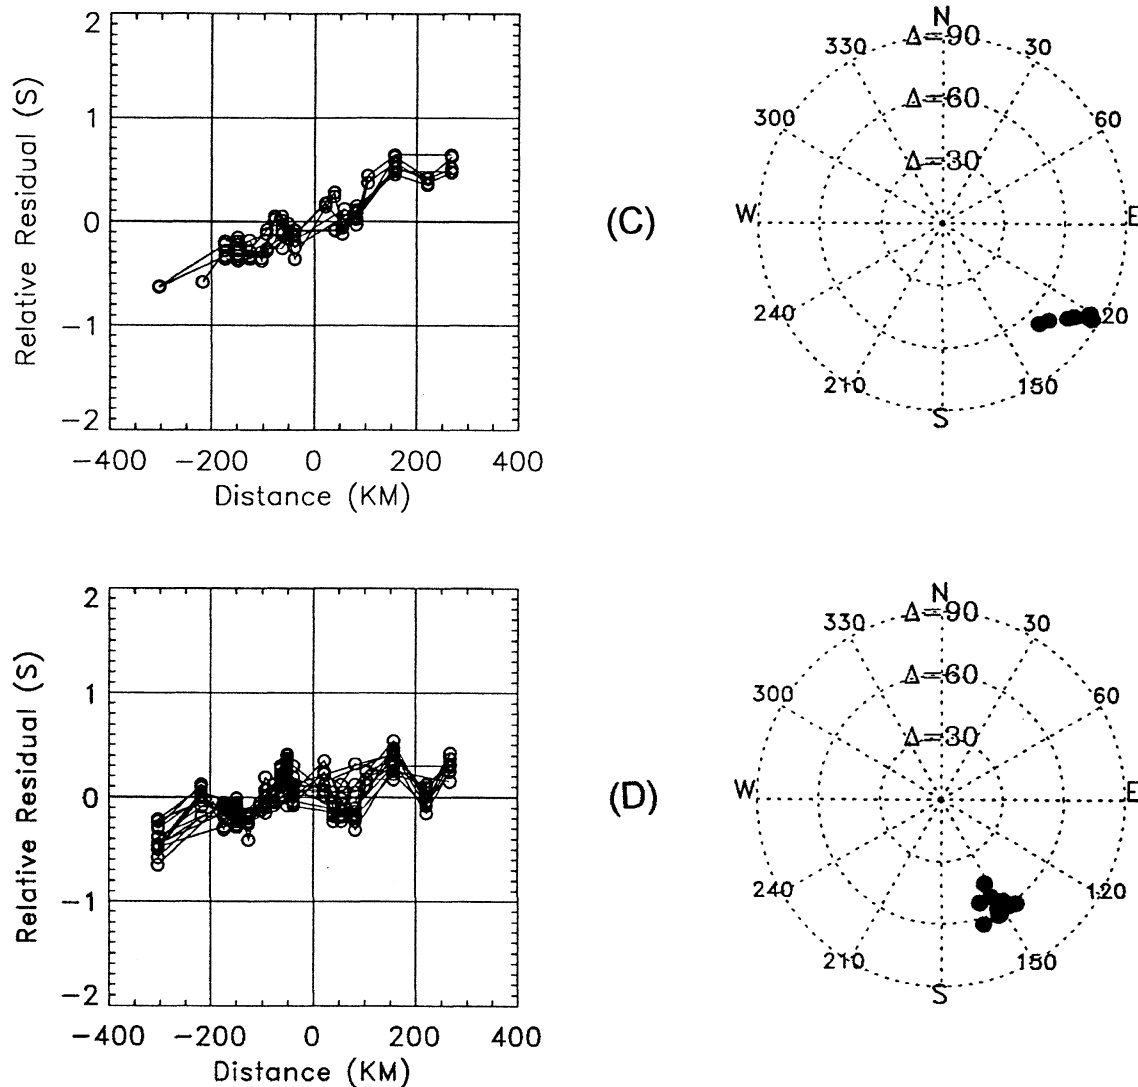 2
1
0
−1
−2
Relative Residual (S)
−400 −200 0 200 400
Distance (KM)
(C)
N
Δ=90
Δ=60
Δ=30
330
30
300
60
W
E
240
20
210
150
S
2
1
0
−1
−2
Relative Residual (S)
−400 −200 0 200 400
Distance (KM)
(D)
N
Δ=90
Δ=60
Δ=30
330
30
300
60
W
E
240
120
210
150
S